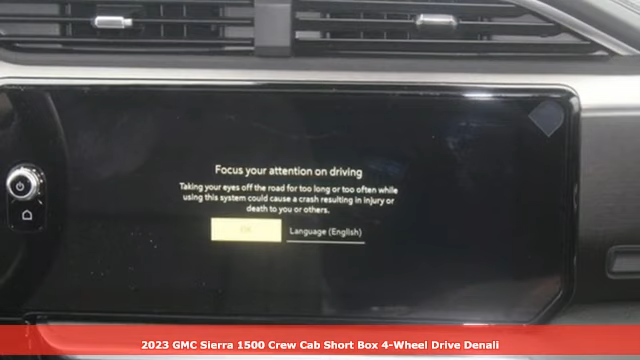 Focus your attention on driving
Taking your eyes off the road for too long or too often while
using this system could cause a crash resulting in injury or
death to you or others.
OK
Language (English)
2023 GMC Sierra 1500 Crew Cab Short Box 4-Wheel Drive Denali